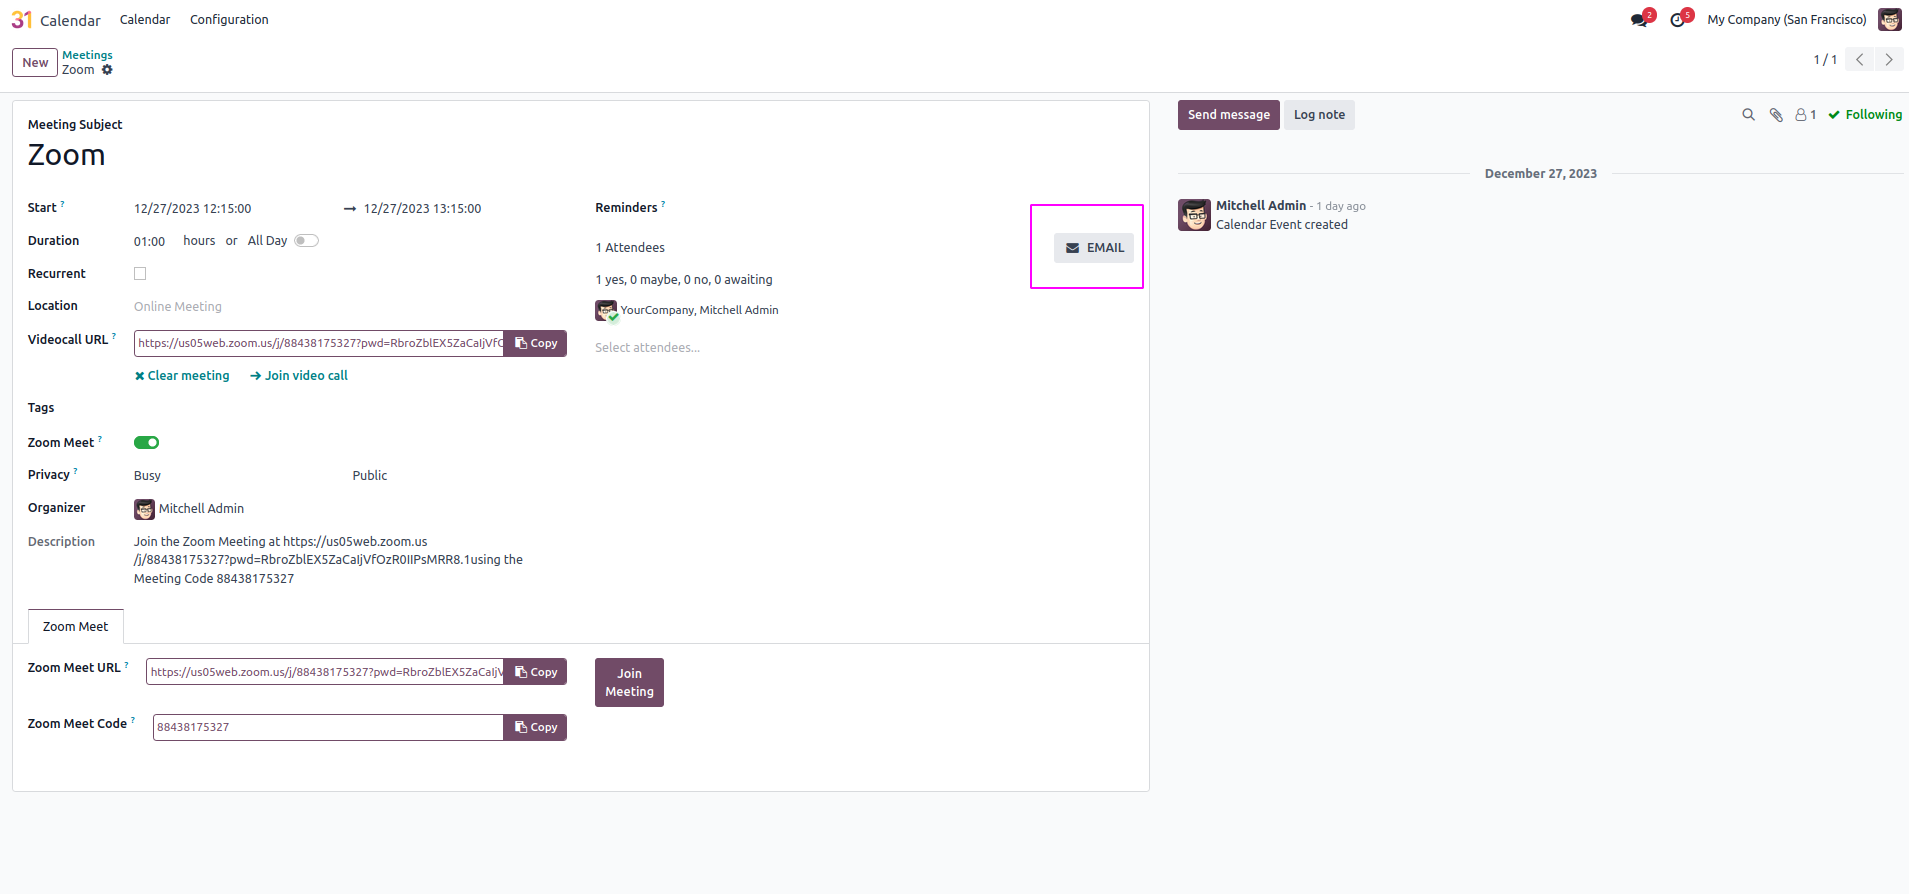 31 Calendar Calendar Configuration 2 5 My Company (San Francisco)
New Meetings
Zoom 1 / 1
Meeting Subject
Zoom
Start ? 12/27/2023 12:15:00 → 12/27/2023 13:15:00
Duration 01:00 hours or All Day
Recurrent
Location Online Meeting
Videocall URL ? https://us05web.zoom.us/j/88438175327?pwd=RbroZblEX5ZaCaIjVfO Copy
Clear meeting → Join video call
Tags
Zoom Meet ?
Privacy ? Busy Public
Organizer Mitchell Admin
Description Join the Zoom Meeting at https://us05web.zoom.us
/j/88438175327?pwd=RbroZblEX5ZaCaIjVfOzR0IIPsMRR8.1using the
Meeting Code 88438175327
Reminders ?
1 Attendees EMAIL
1 yes, 0 maybe, 0 no, 0 awaiting
YourCompany, Mitchell Admin
Select attendees...
Zoom Meet
Zoom Meet URL ? https://us05web.zoom.us/j/88438175327?pwd=RbroZblEX5ZaCaIjV Copy
Join
Meeting
Zoom Meet Code ? 88438175327 Copy
Send message Log note 1 Following
December 27, 2023
Mitchell Admin - 1 day ago
Calendar Event created